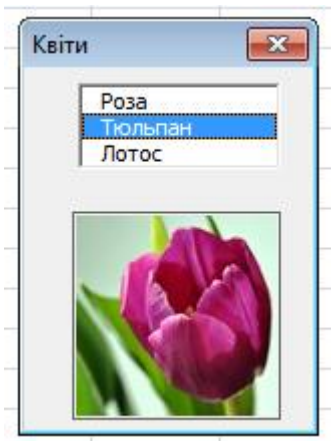 Квіти
Роза
Тюльпан
Лотос